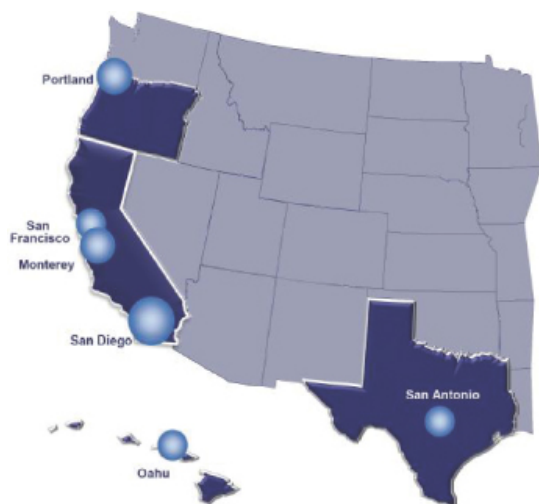 Portland
San
Francisco
Monterey
San Diego
San Antonio
Oahu